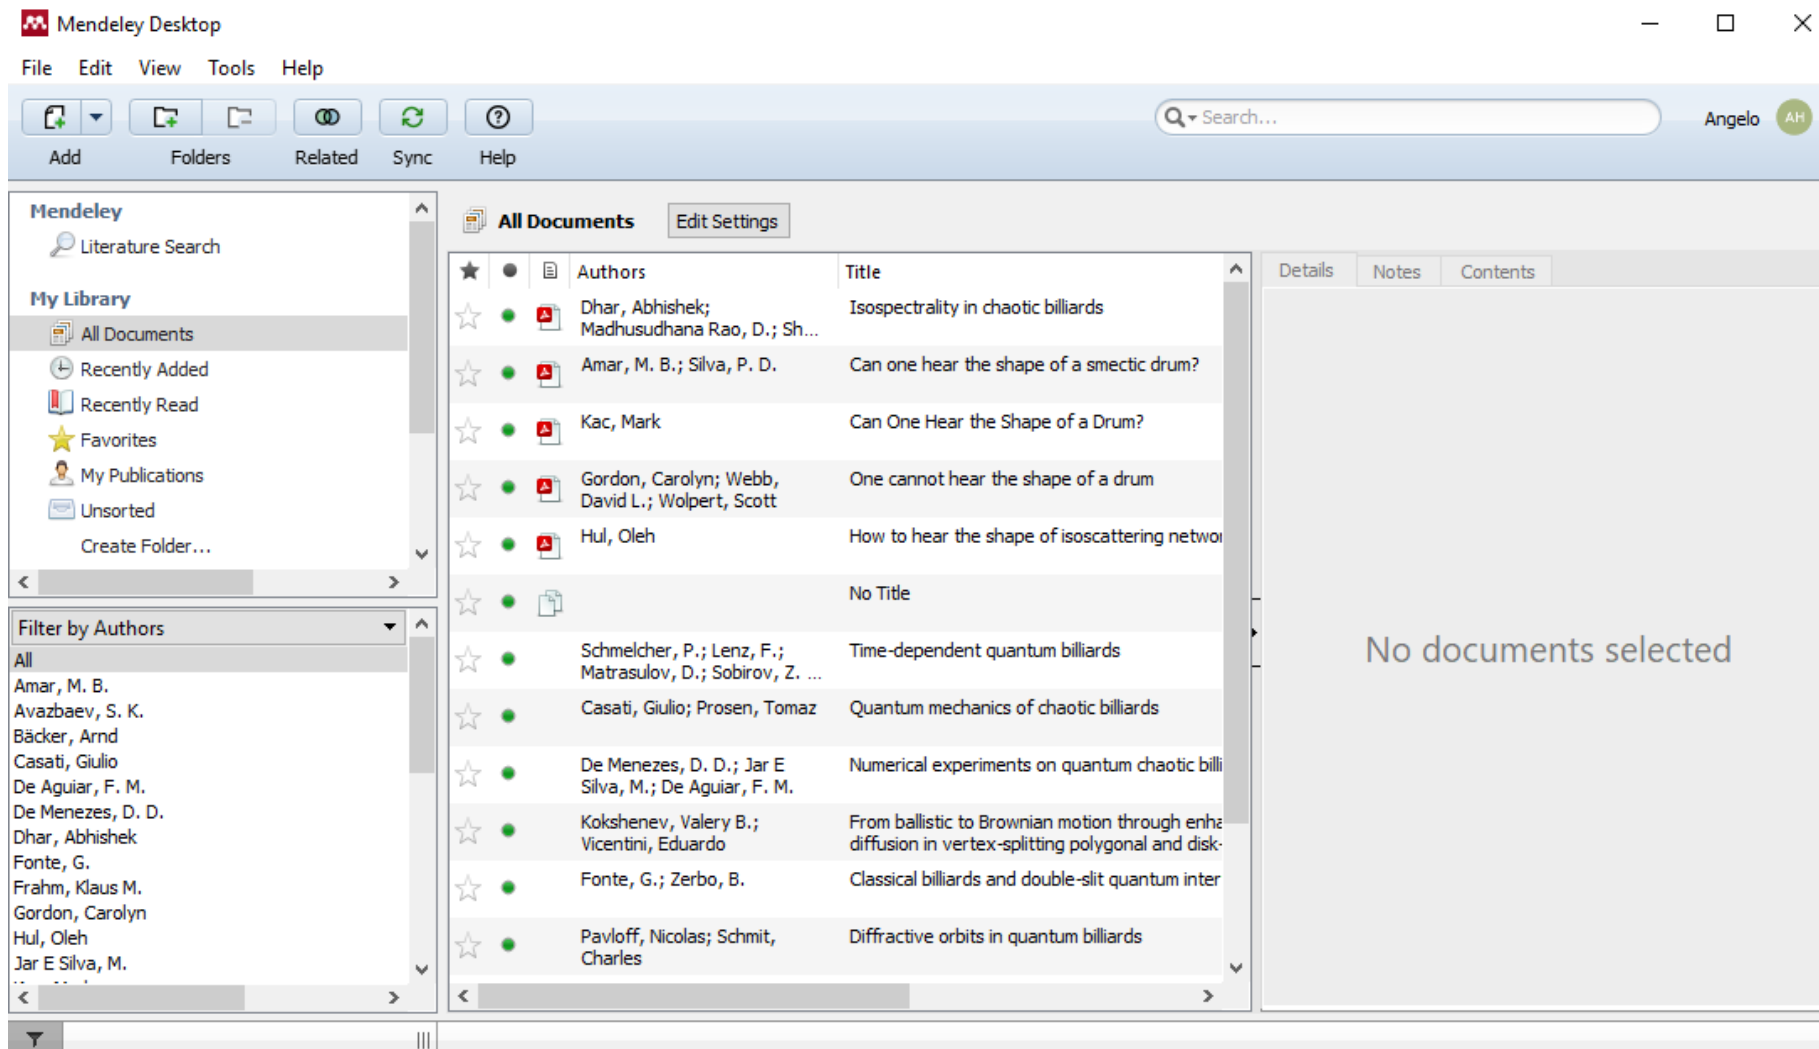 Mendeley Desktop
File Edit View Tools Help
Search...
Angelo AH
Add Folders Related Sync Help
Mendeley
Literature Search
My Library
All Documents
Recently Added
Recently Read
Favorites
My Publications
Unsorted
Create Folder...
Filter by Authors
All
Amar, M. B.
Avazbaev, S. K.
Bäcker, Arnd
Casati, Giulio
De Aguiar, F. M.
De Menezes, D. D.
Dhar, Abhishek
Fonte, G.
Frahm, Klaus M.
Gordon, Carolyn
Hul, Oleh
Jar E Silva, M.
All Documents Edit Settings
Authors Title
Dhar, Abhishek; Isospectrality in chaotic billiards
Madhusudhana Rao, D.; Sh...
Amar, M. B.; Silva, P. D. Can one hear the shape of a smectic drum?
Kac, Mark Can One Hear the Shape of a Drum?
Gordon, Carolyn; Webb, One cannot hear the shape of a drum
David L.; Wolpert, Scott
Hul, Oleh How to hear the shape of isoscattering networ
No Title
Schmelcher, P.; Lenz, F.; Time-dependent quantum billiards
Matrasulov, D.; Sobirov, Z. ...
Casati, Giulio; Prosen, Tomaz Quantum mechanics of chaotic billiards
De Menezes, D. D.; Jar E Numerical experiments on quantum chaotic billi
Silva, M.; De Aguiar, F. M.
Kokshenev, Valery B.; From ballistic to Brownian motion through enha
Vicentini, Eduardo diffusion in vertex-splitting polygonal and disk-
Fonte, G.; Zerbo, B. Classical billiards and double-slit quantum inter
Pavloff, Nicolas; Schmit, Diffractive orbits in quantum billiards
Charles
Details Notes Contents
No documents selected